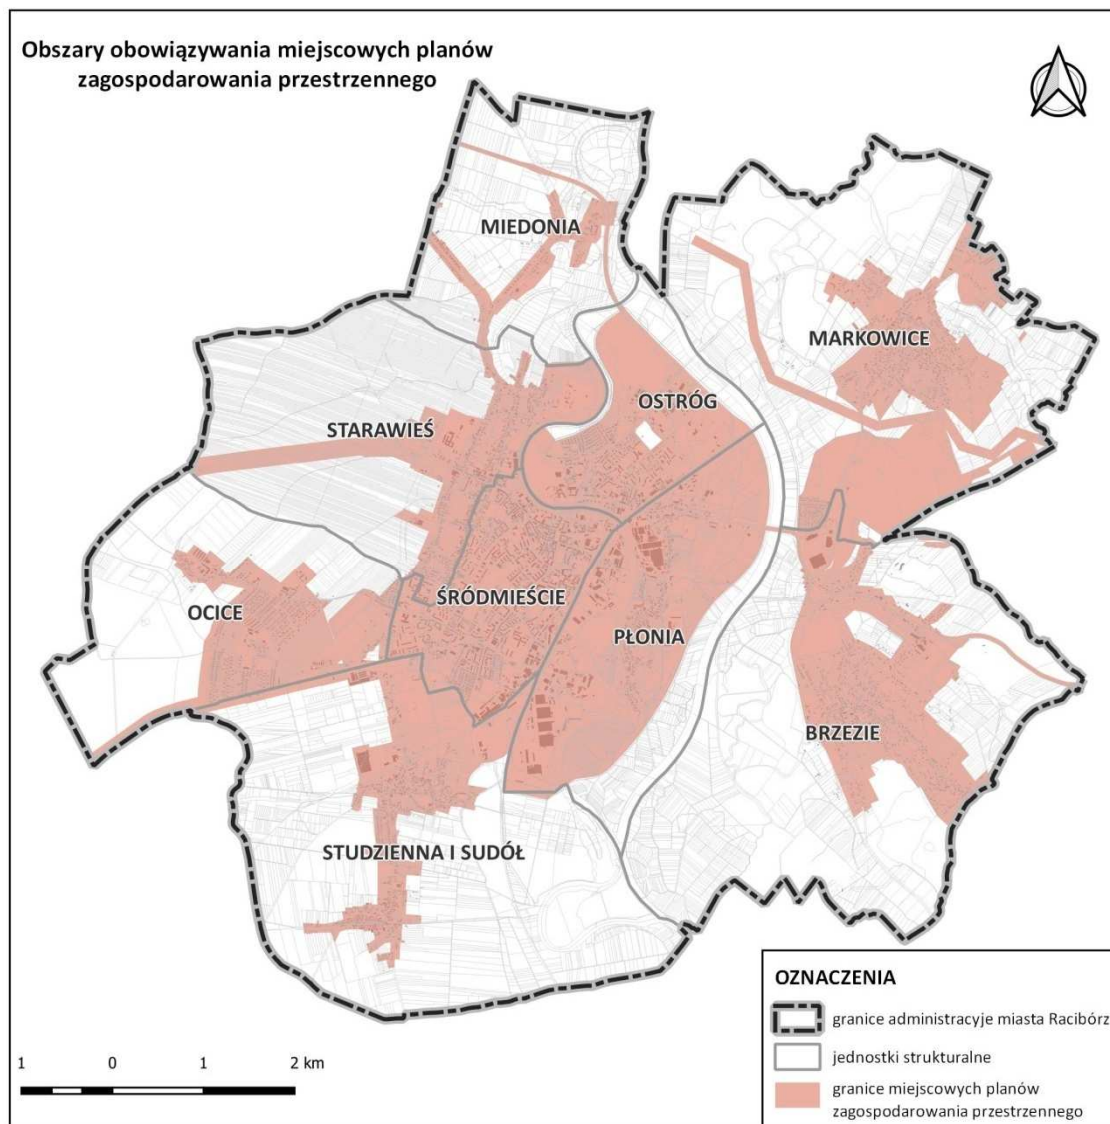 Obszary obowiązywania miejscowych planów
zagospodarowania przestrzennego
MIEDONIA
MARKOWICE
OSTRÓG
STARAWIEŚ
ŚRÓDMIEŚCIE
OCICE
PŁONIA
BRZEZIE
STUDZIENNA I SUDÓŁ
OZNACZENIA
granice administracyje miasta Racibórz
jednostki strukturalne
granice miejscowych planów
zagospodarowania przestrzennego
1 0 1 2 km